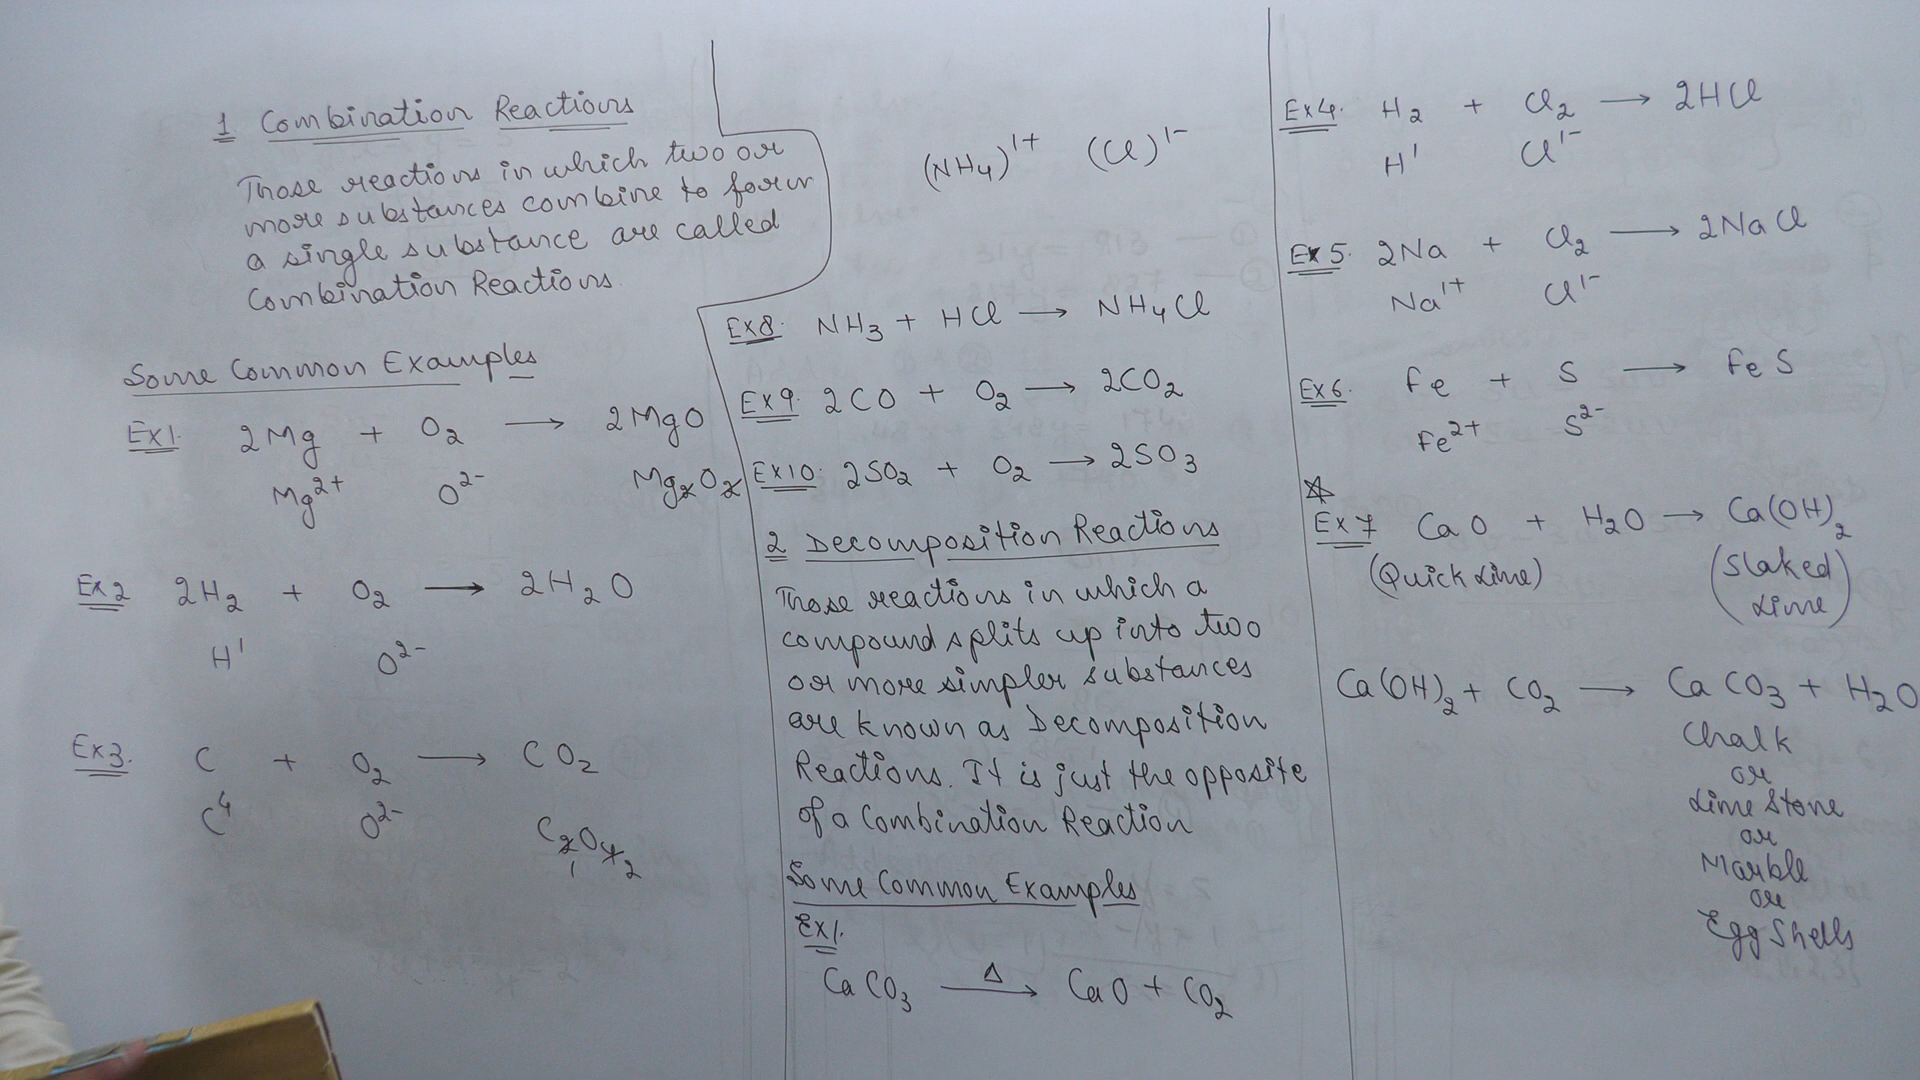 1. Combination Reactions
Those reactions in which two or
more substances combine to form
a single substance are called
Combination Reactions.
Some Common Examples
Ex1. 2Mg + O₂ → 2MgO
Mg²⁺ O²⁻ Mg₂O₂
Ex2 2H₂ + O₂ → 2H₂O
H¹ O²⁻
Ex3. C + O₂ → CO₂
C⁴ O²⁻
C₂O₄
1 2
Ex4. H₂ + Cl₂ → 2HCl
H¹ Cl¹⁻
Ex5. 2Na + Cl₂ → 2NaCl
Na¹⁺ Cl¹⁻
Ex6. Fe + S → FeS
Fe²⁺ S²⁻
Ex7 CaO + H₂O → Ca(OH)₂
(Quick Lime) (Slaked
Lime)
Ca(OH)₂ + CO₂ → CaCO₃ + H₂O
Chalk
or
Lime Stone
or
Marble
or
Egg Shells
(NH₄)¹⁺ (Cl)¹⁻
Ex8. NH₃ + HCl → NH₄Cl
Ex9. 2CO + O₂ → 2CO₂
Ex10. 2SO₂ + O₂ → 2SO₃
2 Decomposition Reactions
Those reactions in which a
compound splits up into two
or more simpler substances
are known as Decomposition
Reactions. It is just the opposite
of a Combination Reaction
Some Common Examples
Ex1.
CaCO₃ —Δ→ CaO + CO₂